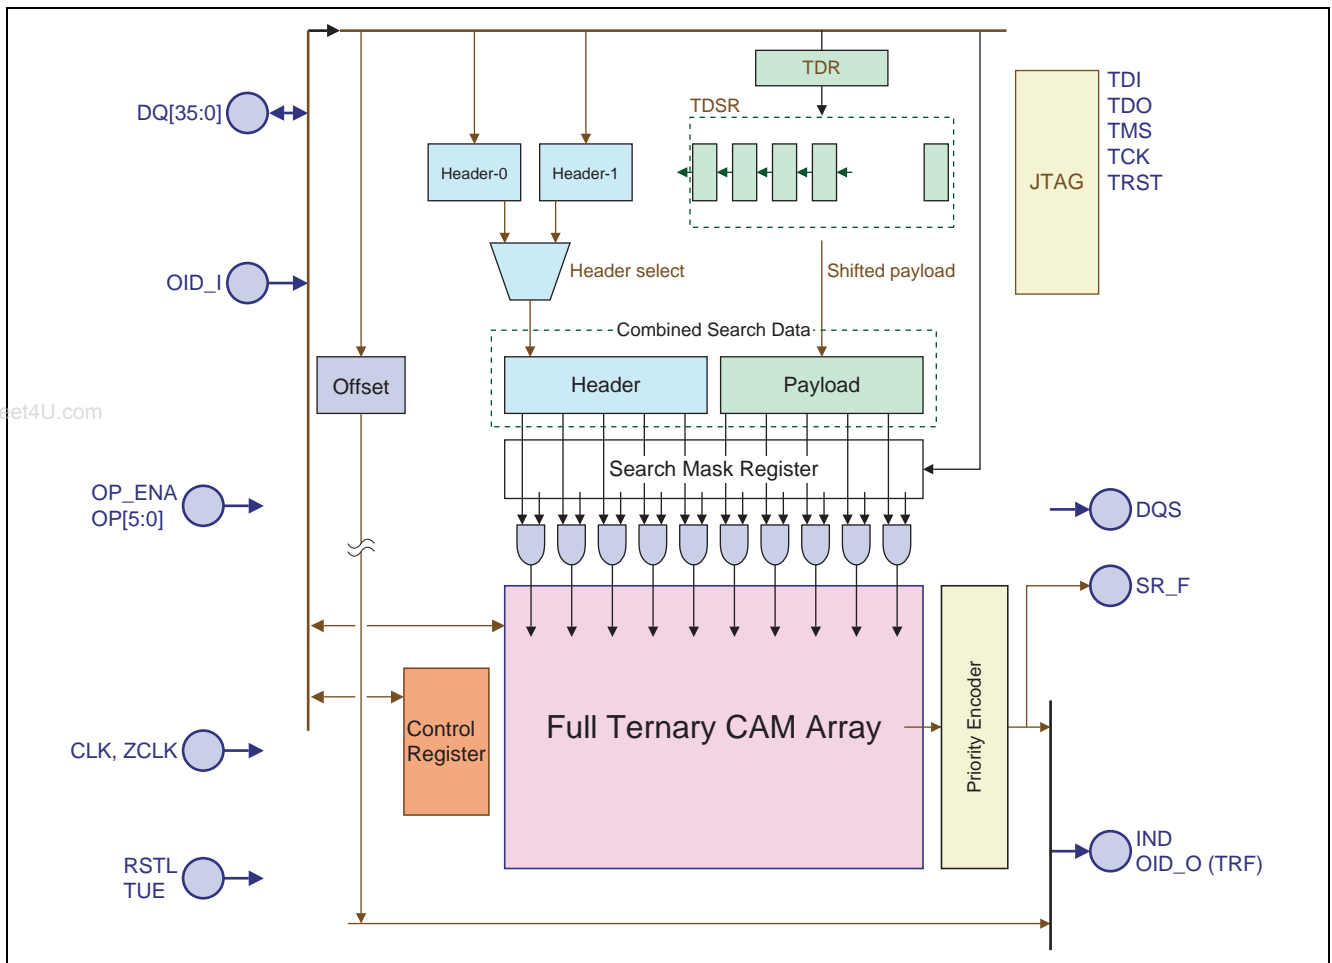 TDR
TDI
TDO
TMS
TCK
TRST
TDSR
DQ[35:0]
Header-0
Header-1
JTAG
OID_I
Header select
Shifted payload
Combined Search Data
Offset
Header
Payload
eet4U.com
Search Mask Register
OP_ENA
OP[5:0]
DQS
SR_F
Full Ternary CAM Array
Priority Encoder
Control
Register
CLK, ZCLK
IND
OID_O (TRF)
RSTL
TUE